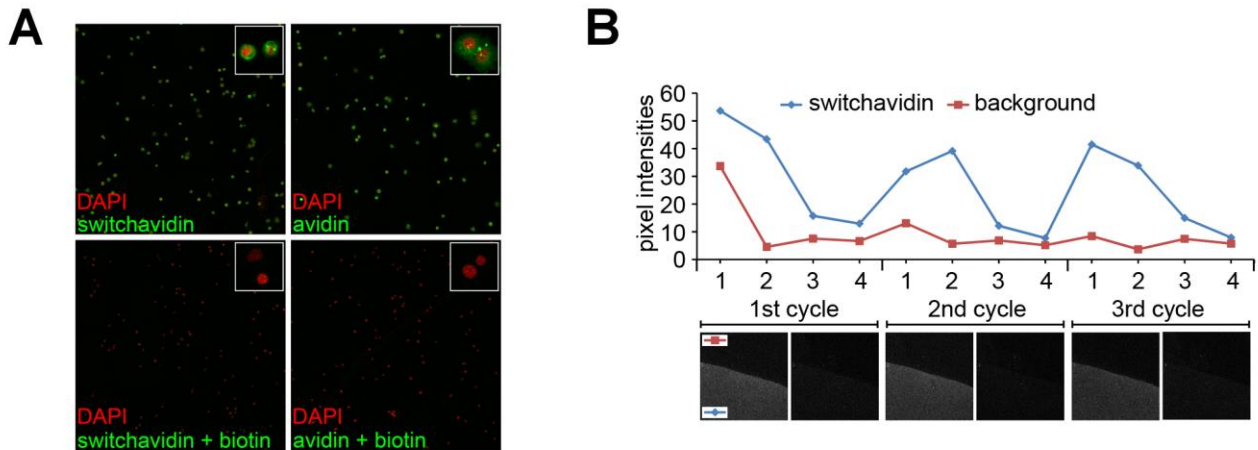 A
DAPI
switchavidin
DAPI
avidin
DAPI
switchavidin + biotin
DAPI
avidin + biotin
B
switchavidin background
pixel intensities
60
50
40
30
20
10
0
1 2 3 4 1 2 3 4 1 2 3 4
1st cycle 2nd cycle 3rd cycle